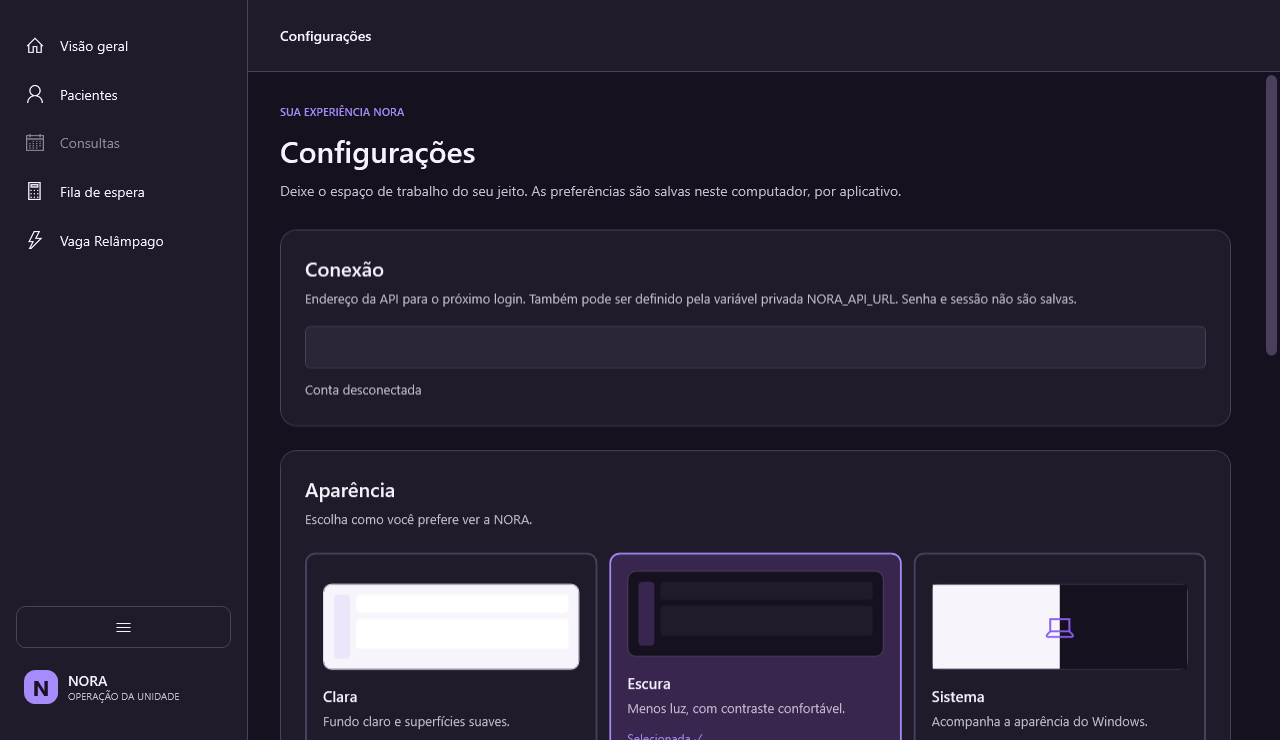 Visão geral
Pacientes
Consultas
Fila de espera
Vaga Relâmpago
N
NORA
OPERAÇÃO DA UNIDADE
Configurações
SUA EXPERIÊNCIA NORA
Configurações
Deixe o espaço de trabalho do seu jeito. As preferências são salvas neste computador, por aplicativo.
Conexão
Endereço da API para o próximo login. Também pode ser definido pela variável privada NORA_API_URL. Senha e sessão não são salvas.
Conta desconectada
Aparência
Escolha como você prefere ver a NORA.
Clara
Fundo claro e superfícies suaves.
Escura
Menos luz, com contraste confortável.
Selecionada ✓
Sistema
Acompanha a aparência do Windows.